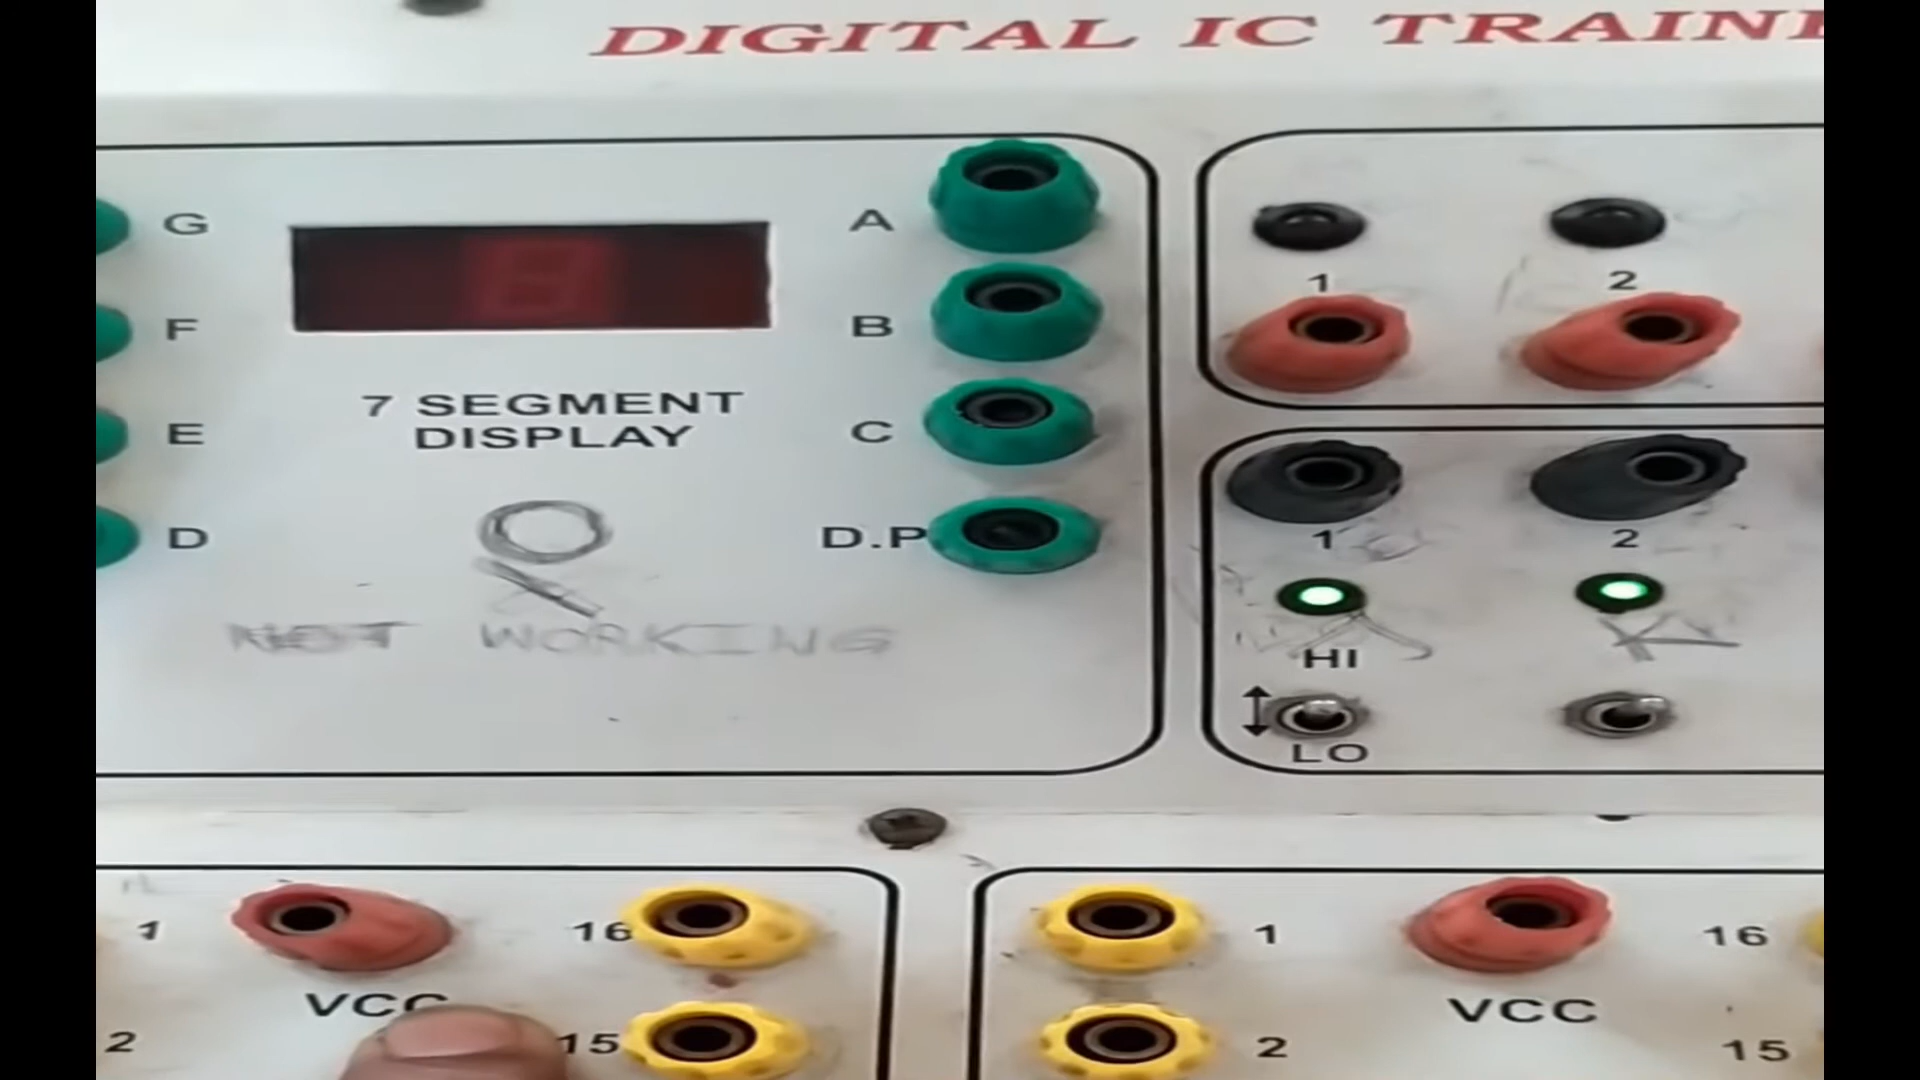 DIGITAL IC TRAINE
G
A
1
2
F
B
7 SEGMENT
DISPLAY
E
C
D
D.P
1
2
NOT WORKING
HI
LO
1
16
1
16
VCC
VCC
2
15
2
15